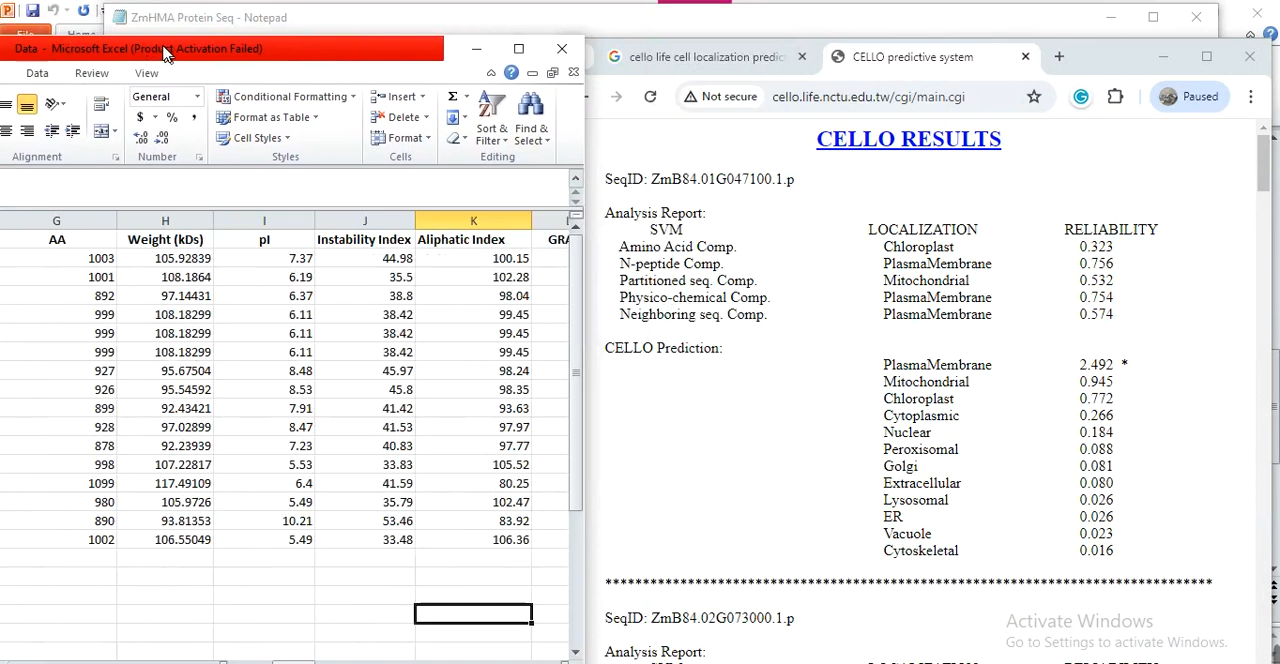 ZmHMA Protein Seq - Notepad
Data - Microsoft Excel (Product Activation Failed)
Data Review View
General
Conditional Formatting
Format as Table
Cell Styles
Insert
Delete
Format
Sort & Filter
Find & Select
Alignment Number Styles Cells Editing
G H I J K
AA Weight (kDs) pI Instability Index Aliphatic Index GRA
1003 105.92839 7.37 44.98 100.15
1001 108.1864 6.19 35.5 102.28
892 97.14431 6.37 38.8 98.04
999 108.18299 6.11 38.42 99.45
999 108.18299 6.11 38.42 99.45
999 108.18299 6.11 38.42 99.45
927 95.67504 8.48 45.97 98.24
926 95.54592 8.53 45.8 98.35
899 92.43421 7.91 41.42 93.63
928 97.02899 8.47 41.53 97.97
878 92.23939 7.23 40.83 97.77
998 107.22817 5.53 33.83 105.52
1099 117.49109 6.4 41.59 80.25
980 105.9726 5.49 35.79 102.47
890 93.81353 10.21 53.46 83.92
1002 106.55049 5.49 33.48 106.36
cello life cell localization predic
CELLO predictive system
Not secure cello.life.nctu.edu.tw/cgi/main.cgi Paused
CELLO RESULTS
SeqID: ZmB84.01G047100.1.p
Analysis Report:
SVM LOCALIZATION RELIABILITY
Amino Acid Comp. Chloroplast 0.323
N-peptide Comp. PlasmaMembrane 0.756
Partitioned seq. Comp. Mitochondrial 0.532
Physico-chemical Comp. PlasmaMembrane 0.754
Neighboring seq. Comp. PlasmaMembrane 0.574
CELLO Prediction:
PlasmaMembrane 2.492 *
Mitochondrial 0.945
Chloroplast 0.772
Cytoplasmic 0.266
Nuclear 0.184
Peroxisomal 0.088
Golgi 0.081
Extracellular 0.080
Lysosomal 0.026
ER 0.026
Vacuole 0.023
Cytoskeletal 0.016
*********************************************************************************
SeqID: ZmB84.02G073000.1.p
Analysis Report:
Activate Windows
Go to Settings to activate Windows.